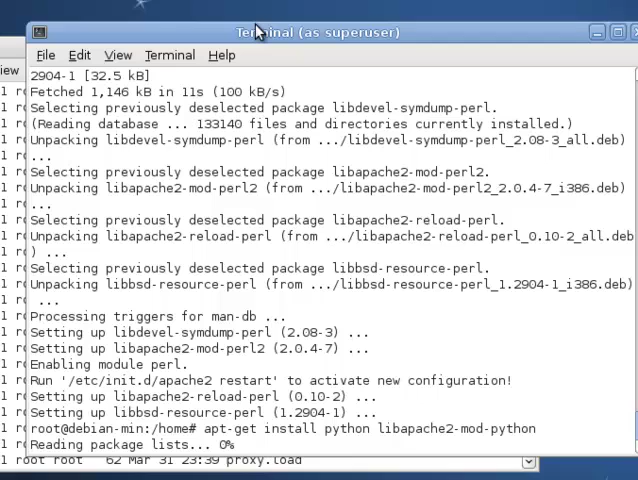 Terminal (as superuser)
File Edit View Terminal Help
2904-1 [32.5 kB]
Fetched 1,146 kB in 11s (100 kB/s)
Selecting previously deselected package libdevel-symdump-perl.
(Reading database ... 133140 files and directories currently installed.)
Unpacking libdevel-symdump-perl (from .../libdevel-symdump-perl_2.08-3_all.deb)
...
Selecting previously deselected package libapache2-mod-perl2.
Unpacking libapache2-mod-perl2 (from .../libapache2-mod-perl2_2.0.4-7_i386.deb)
...
Selecting previously deselected package libapache2-reload-perl.
Unpacking libapache2-reload-perl (from .../libapache2-reload-perl_0.10-2_all.deb
) ...
Selecting previously deselected package libbsd-resource-perl.
Unpacking libbsd-resource-perl (from .../libbsd-resource-perl_1.2904-1_i386.deb)
...
Processing triggers for man-db ...
Setting up libdevel-symdump-perl (2.08-3) ...
Setting up libapache2-mod-perl2 (2.0.4-7) ...
Enabling module perl.
Run '/etc/init.d/apache2 restart' to activate new configuration!
Setting up libapache2-reload-perl (0.10-2) ...
Setting up libbsd-resource-perl (1.2904-1) ...
root@debian-min:/home# apt-get install python libapache2-mod-python
Reading package lists... 0%
1 root root 62 Mar 31 23:39 proxy.load